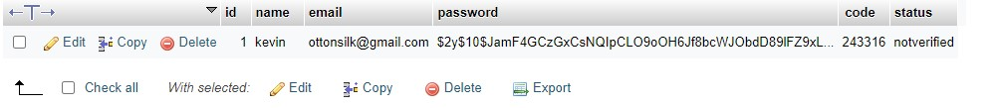 ←T→ ▼ id name email password code status
Edit Copy Delete 1 kevin ottonsilk@gmail.com $2y$10$JamF4GCzGxCsNQIpCLO9oOH6Jf8bcWJObdD89lFZ9xL... 243316 notverified
Check all With selected: Edit Copy Delete Export